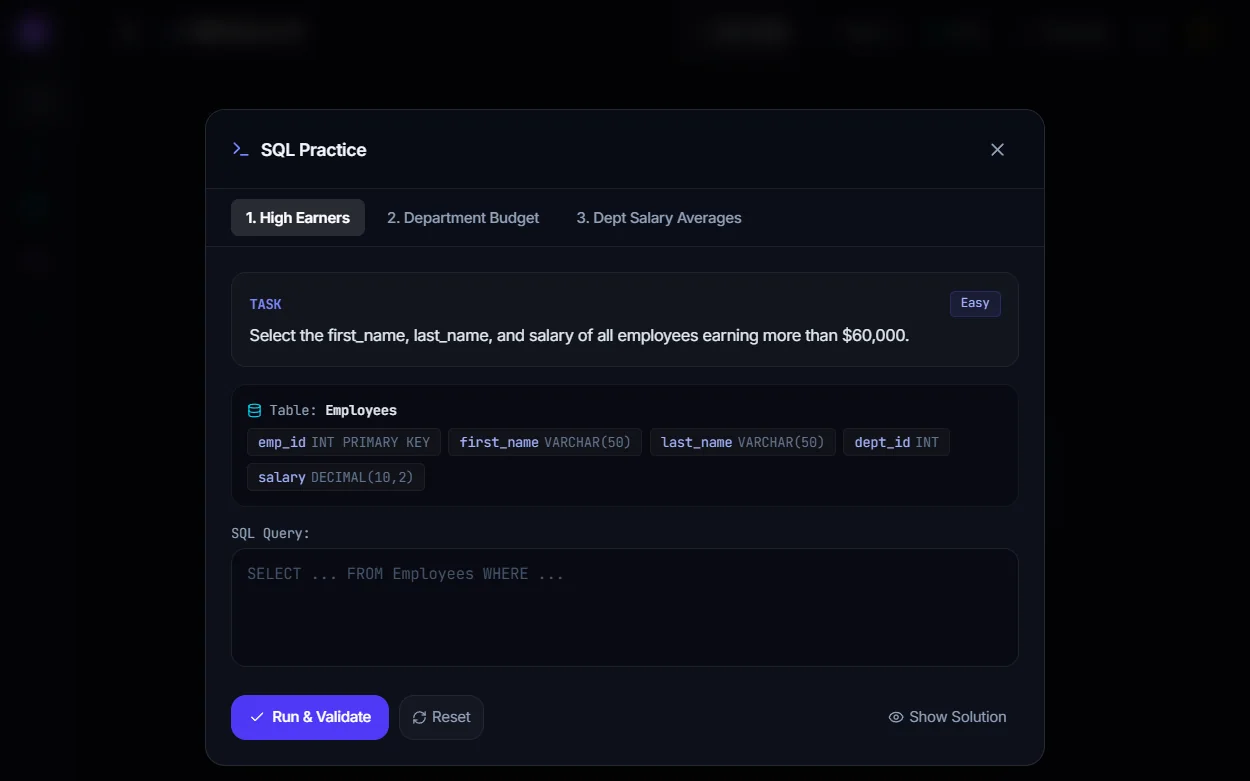 >_ SQL Practice
1. High Earners 2. Department Budget 3. Dept Salary Averages
TASK Easy
Select the first_name, last_name, and salary of all employees earning more than $60,000.
Table: Employees
emp_id INT PRIMARY KEY first_name VARCHAR(50) last_name VARCHAR(50) dept_id INT
salary DECIMAL(10,2)
SQL Query:
SELECT ... FROM Employees WHERE ...
Run & Validate Reset Show Solution